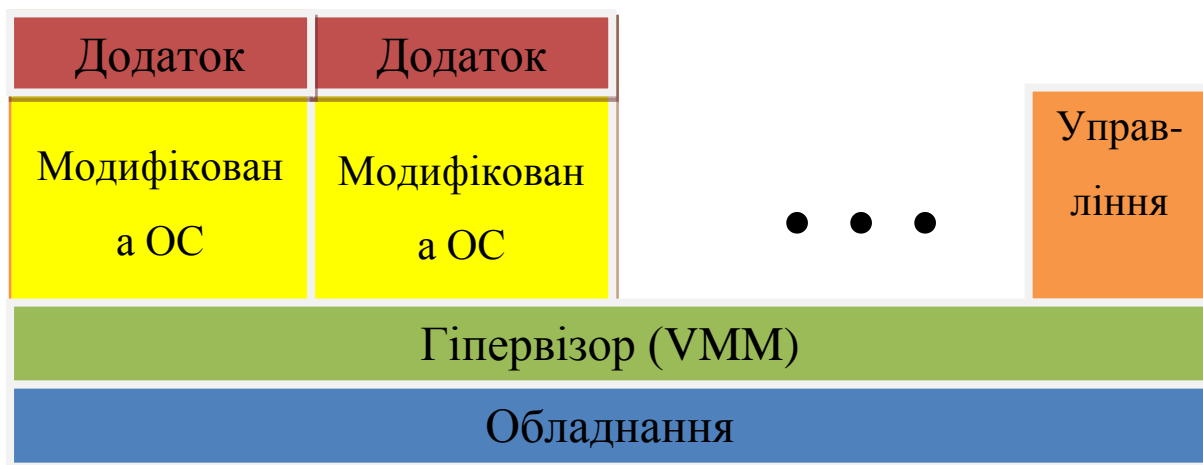 Додаток Додаток
Модифікован
а ОС
Модифікован
а ОС
Управ-
ління
Гіпервізор (VMM)
Обладнання